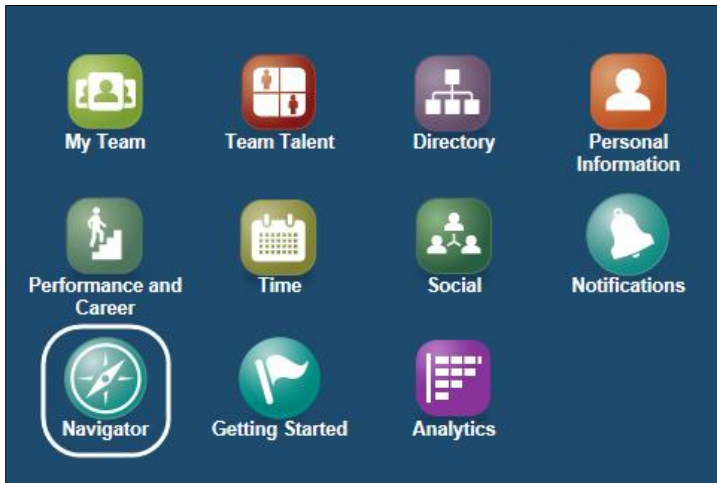 My Team
Team Talent
Directory
Personal
Information
Performance and
Career
Time
Social
Notifications
Navigator
Getting Started
Analytics